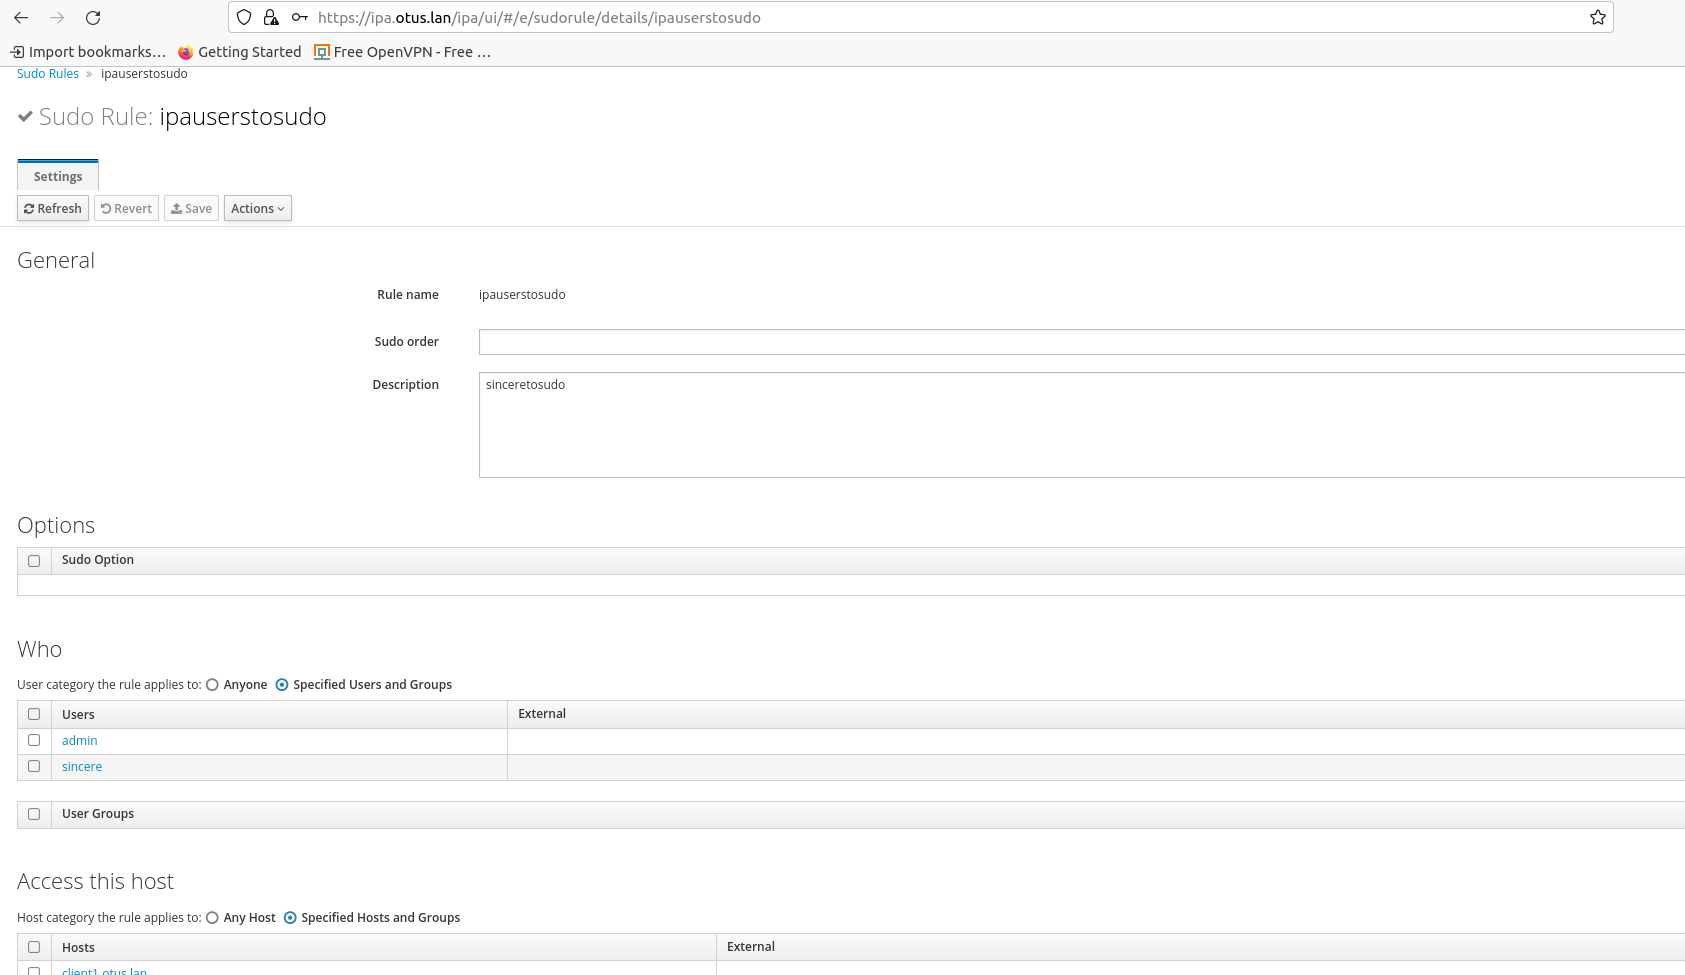 https://ipa.otus.lan/ipa/ui/#/e/sudorule/details/ipauserstosudo
Import bookmarks… Getting Started Free OpenVPN - Free …
Sudo Rules » ipauserstosudo
Sudo Rule: ipauserstosudo
Settings
Refresh Revert Save Actions
General
Rule name ipauserstosudo
Sudo order
Description sinceretosudo
Options
Sudo Option
Who
User category the rule applies to: Anyone Specified Users and Groups
Users External
admin
sincere
User Groups
Access this host
Host category the rule applies to: Any Host Specified Hosts and Groups
Hosts External
client1.otus.lan